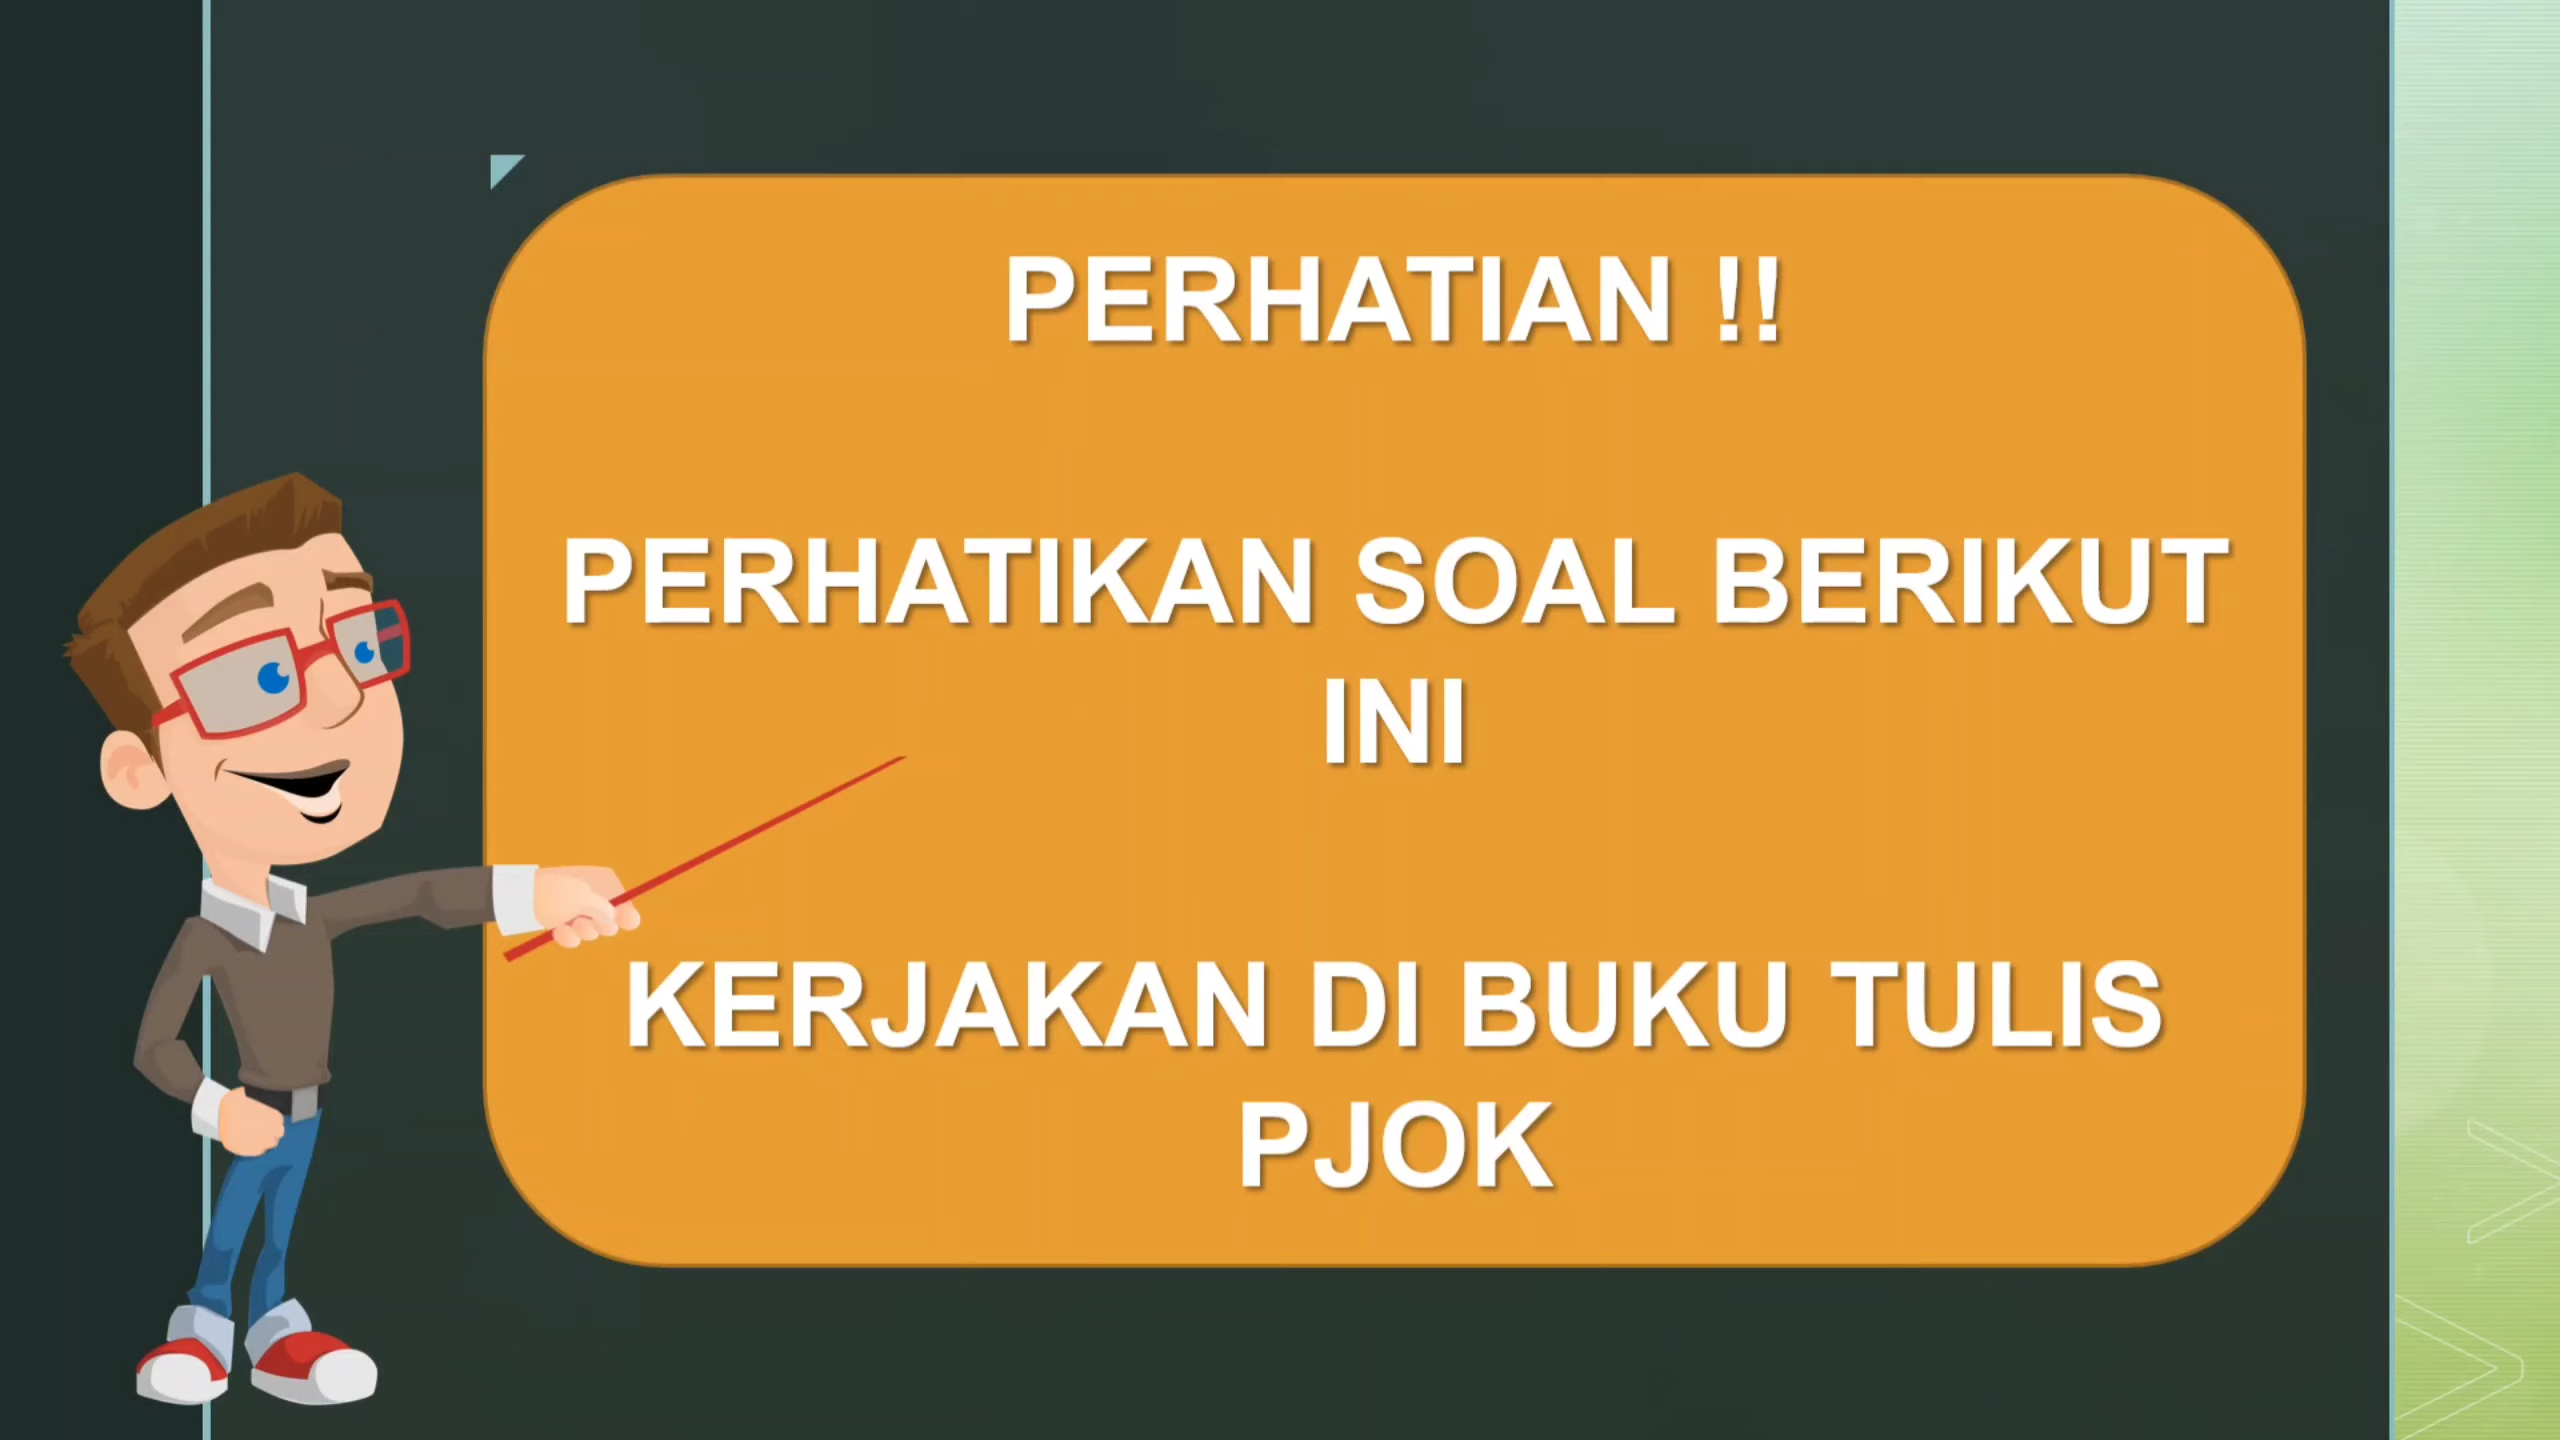 PERHATIAN !!
PERHATIKAN SOAL BERIKUT
INI
KERJAKAN DI BUKU TULIS
PJOK